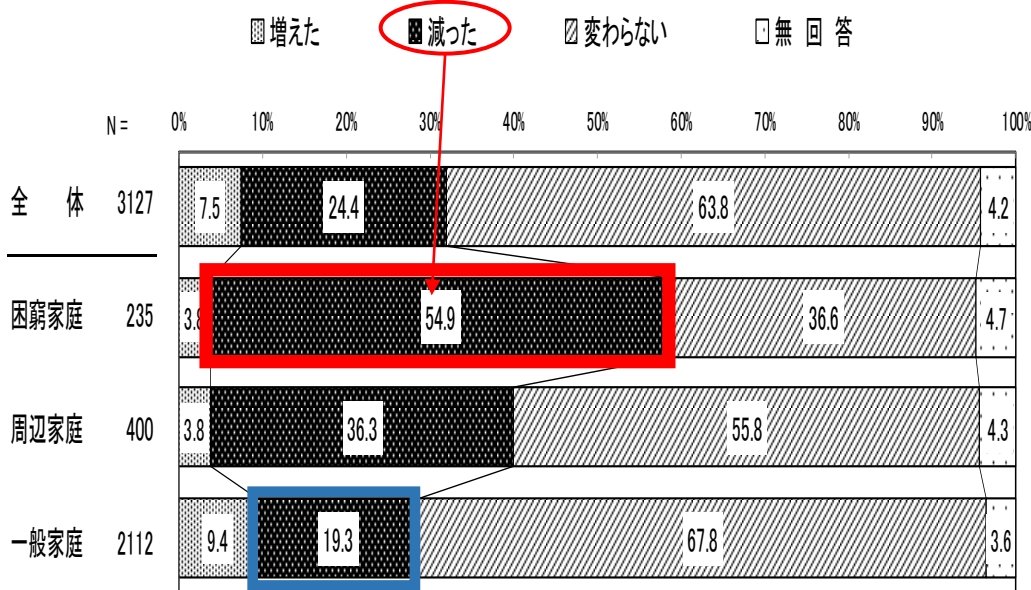 増えた 減った 変わらない 無 回 答
N= 0% 10% 20% 30% 40% 50% 60% 70% 80% 90% 100%
全 体 3127 7.5 24.4 63.8 4.2
困窮家庭 235 3.8 54.9 36.6 4.7
周辺家庭 400 3.8 36.3 55.8 4.3
一般家庭 2112 9.4 19.3 67.8 3.6